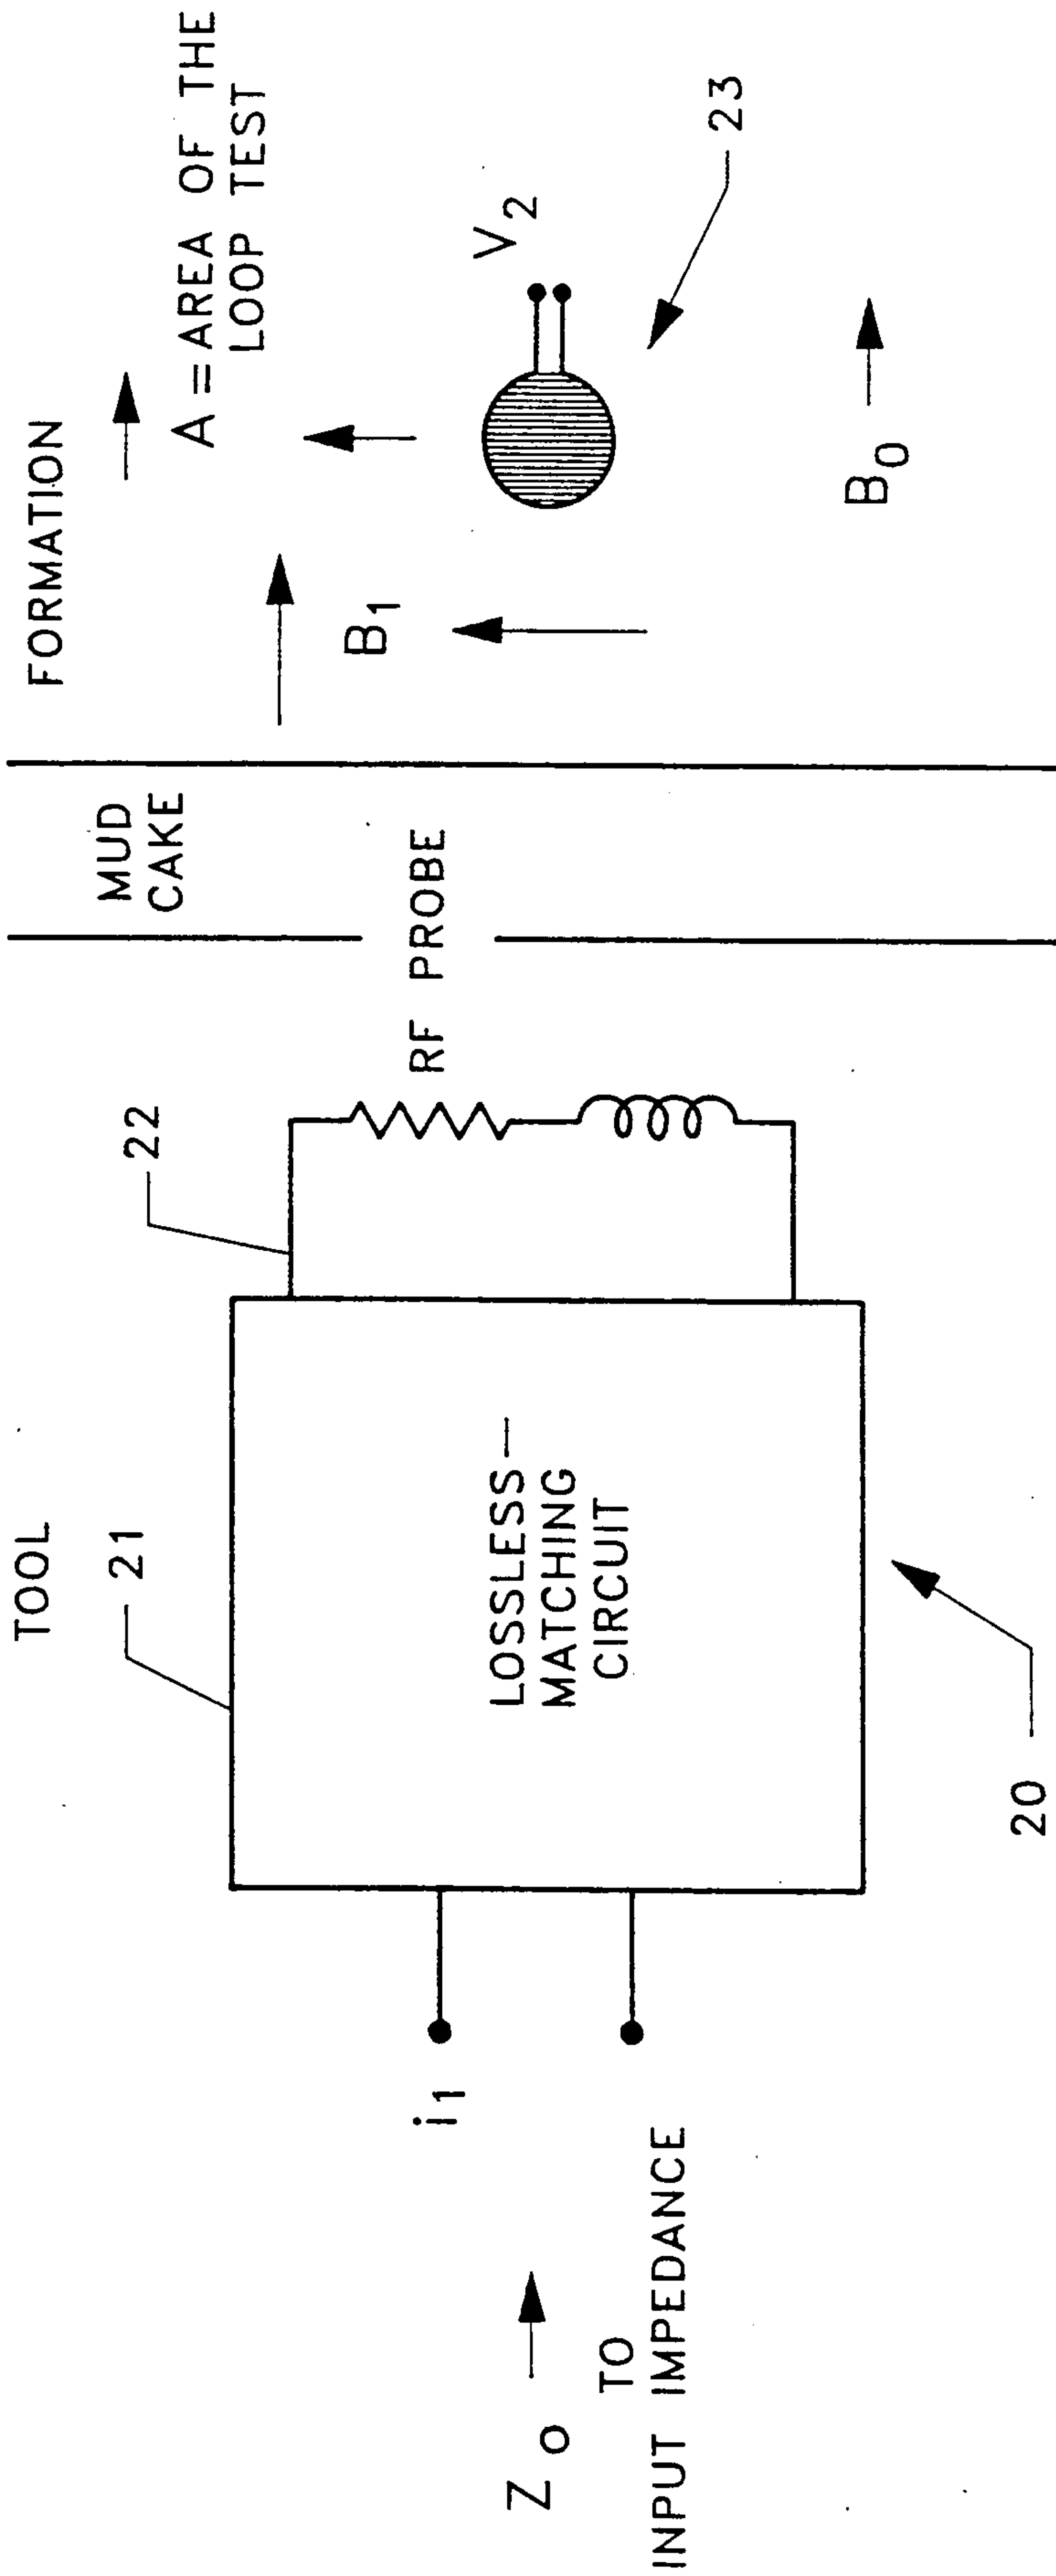 TOOL
21
22
LOSSLESS—
MATCHING
CIRCUIT
i1
Zo
TO
INPUT IMPEDANCE
20
RF PROBE
MUD
CAKE
FORMATION
A = AREA OF THE
LOOP TEST
B1
V2
23
B0